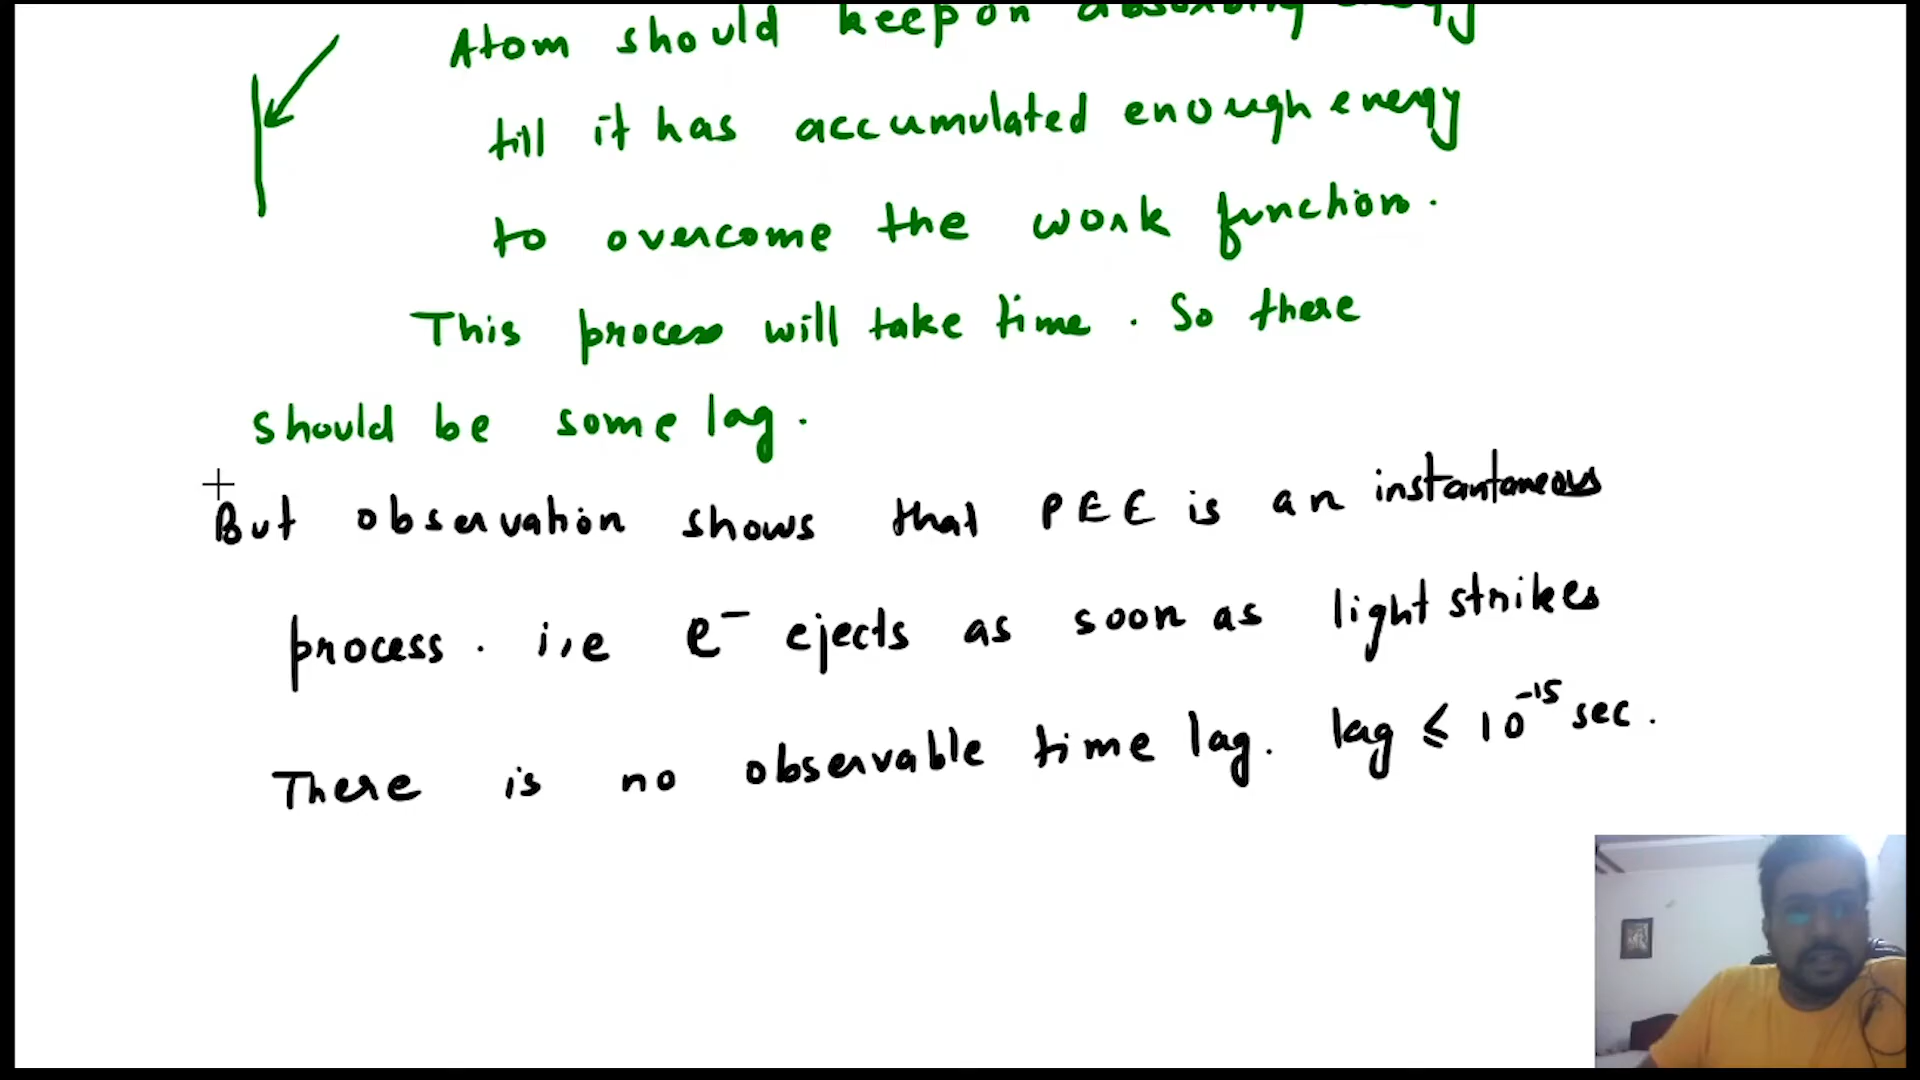 Atom should keep on absorbing energy
till it has accumulated enough energy
to overcome the work function.
This process will take time. So there
should be some lag.
But observation shows that PEE is an instantaneous
process. i,e e⁻ ejects as soon as light strikes
There is no observable time lag. lag ≤ 10⁻¹⁵ sec.